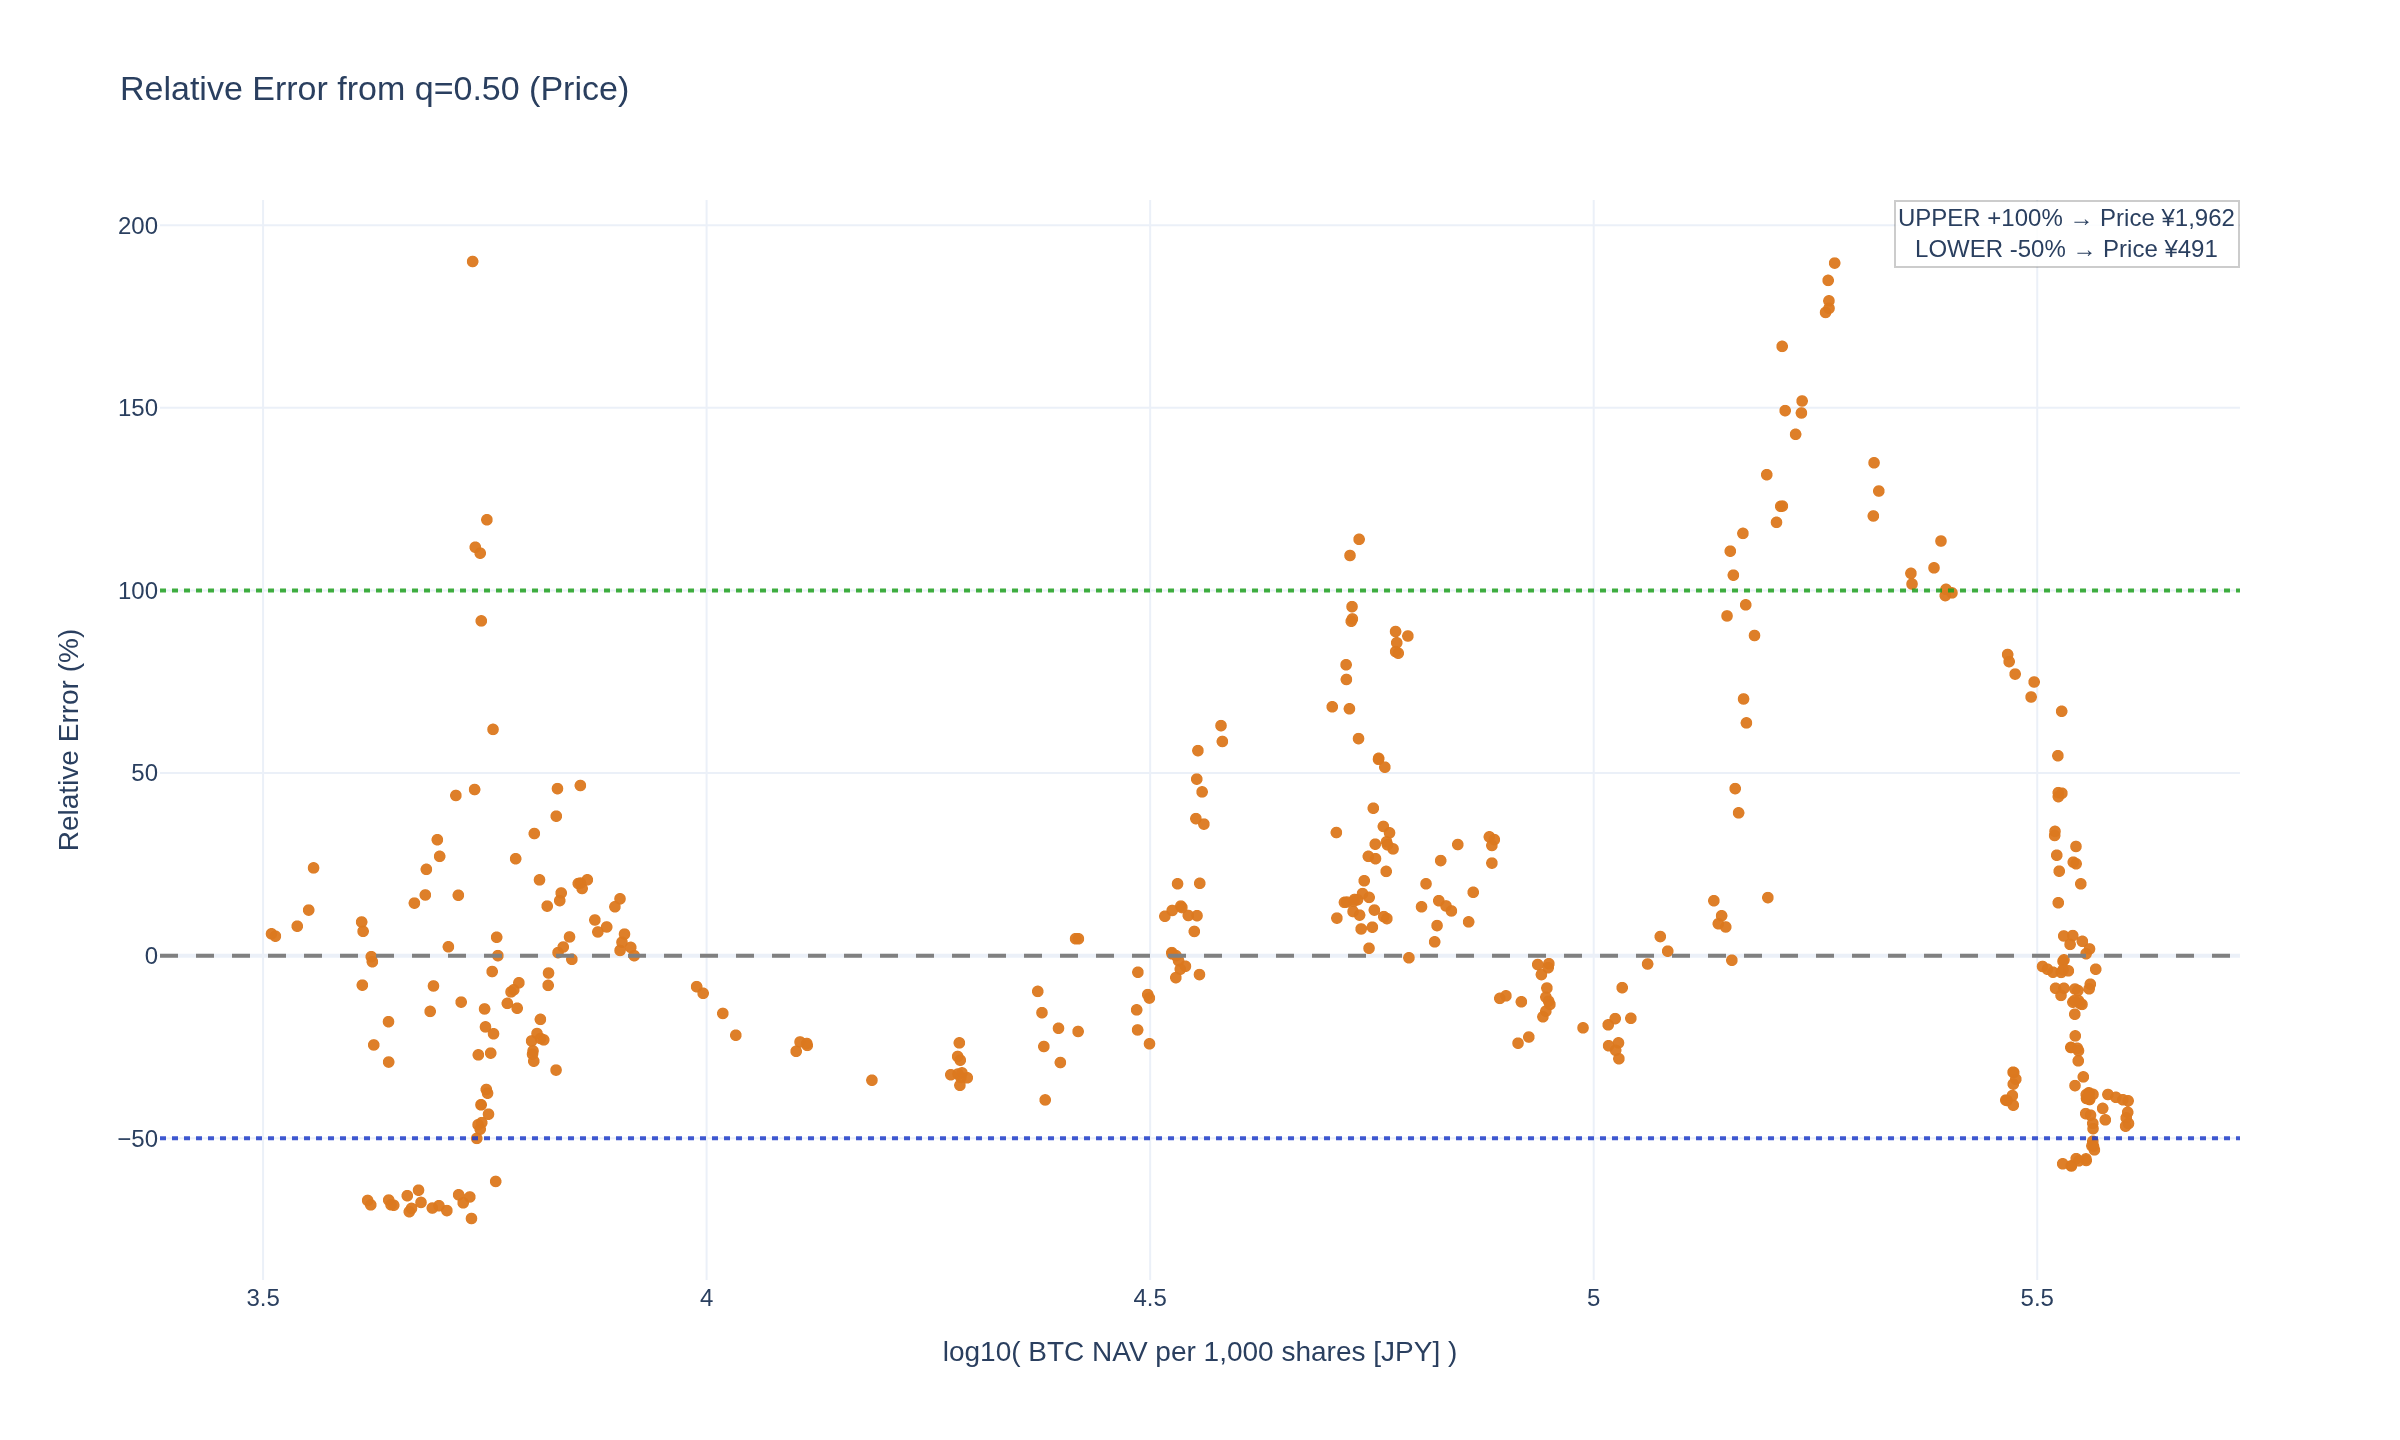 Relative Error from q=0.50 (Price)
UPPER +100% → Price ¥1,962
LOWER -50% → Price ¥491
200
150
100
50
0
−50
Relative Error (%)
3.5
4
4.5
5
5.5
log10( BTC NAV per 1,000 shares [JPY] )